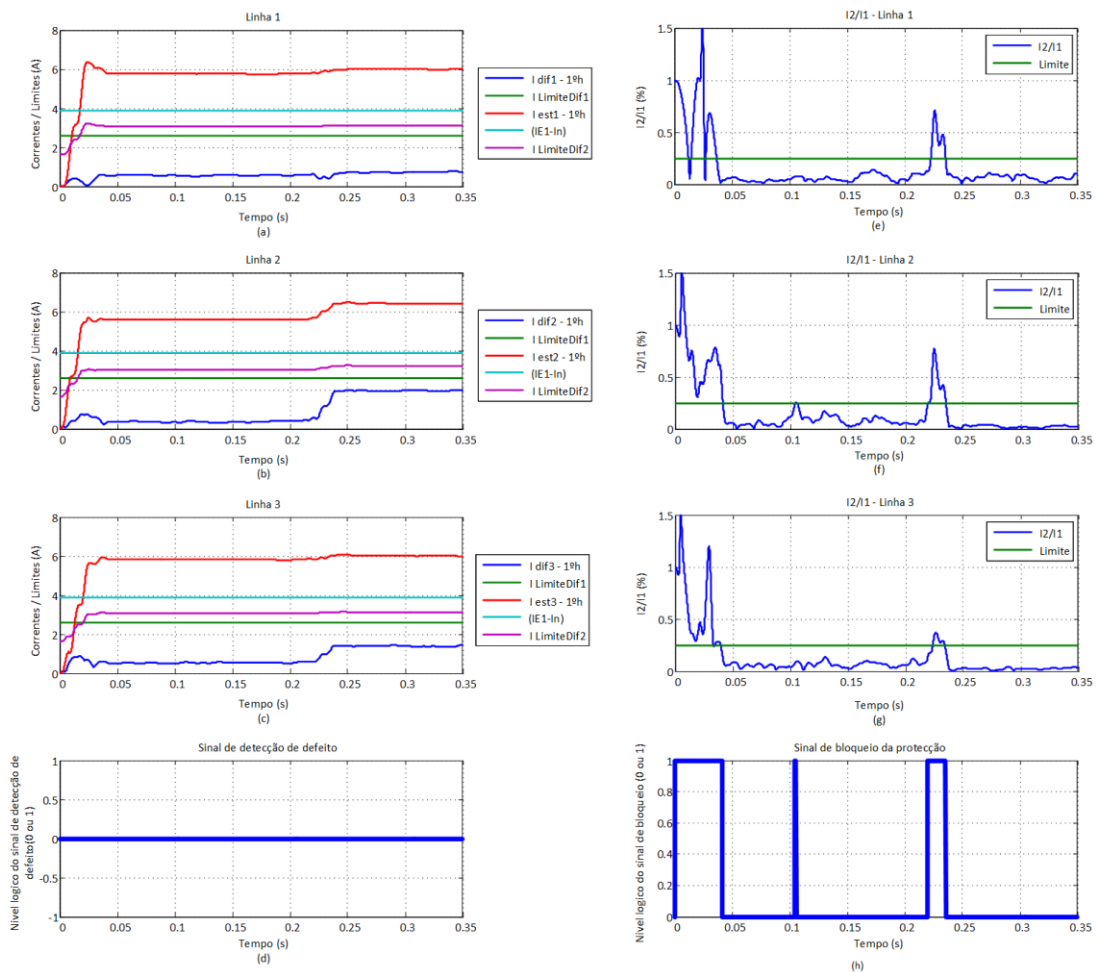 Linha 1
Correntes / Limites (A)
8
6
4
2
0
0 0.05 0.1 0.15 0.2 0.25 0.3 0.35
Tempo (s)
(a)
I dif1 - 1ºh
I LimiteDif1
I est1 - 1ºh
(IE1-In)
I LimiteDif2
I2/I1 - Linha 1
I2/I1 (%)
1.5
1
0.5
0
0 0.05 0.1 0.15 0.2 0.25 0.3 0.35
Tempo (s)
(e)
I2/I1
Limite
Linha 2
Correntes / Limites (A)
8
6
4
2
0
0 0.05 0.1 0.15 0.2 0.25 0.3 0.35
Tempo (s)
(b)
I dif2 - 1ºh
I LimiteDif1
I est2 - 1ºh
(IE1-In)
I LimiteDif2
I2/I1 - Linha 2
I2/I1 (%)
1.5
1
0.5
0
0 0.05 0.1 0.15 0.2 0.25 0.3 0.35
Tempo (s)
(f)
I2/I1
Limite
Linha 3
Correntes / Limites (A)
8
6
4
2
0
0 0.05 0.1 0.15 0.2 0.25 0.3 0.35
Tempo (s)
(c)
I dif3 - 1ºh
I LimiteDif1
I est3 - 1ºh
(IE1-In)
I LimiteDif2
I2/I1 - Linha 3
I2/I1 (%)
1.5
1
0.5
0
0 0.05 0.1 0.15 0.2 0.25 0.3 0.35
Tempo (s)
(g)
I2/I1
Limite
Sinal de detecção de defeito
Nivel logico do sinal de detecção de
defeito(0 ou 1)
1
0.5
0
-0.5
-1
0 0.05 0.1 0.15 0.2 0.25 0.3 0.35
Tempo (s)
(d)
Sinal de bloqueio da protecção
Nivel logico do sinal de bloqueio (0 ou 1)
1
0.8
0.6
0.4
0.2
0
0 0.05 0.1 0.15 0.2 0.25 0.3 0.35
Tempo (s)
(h)